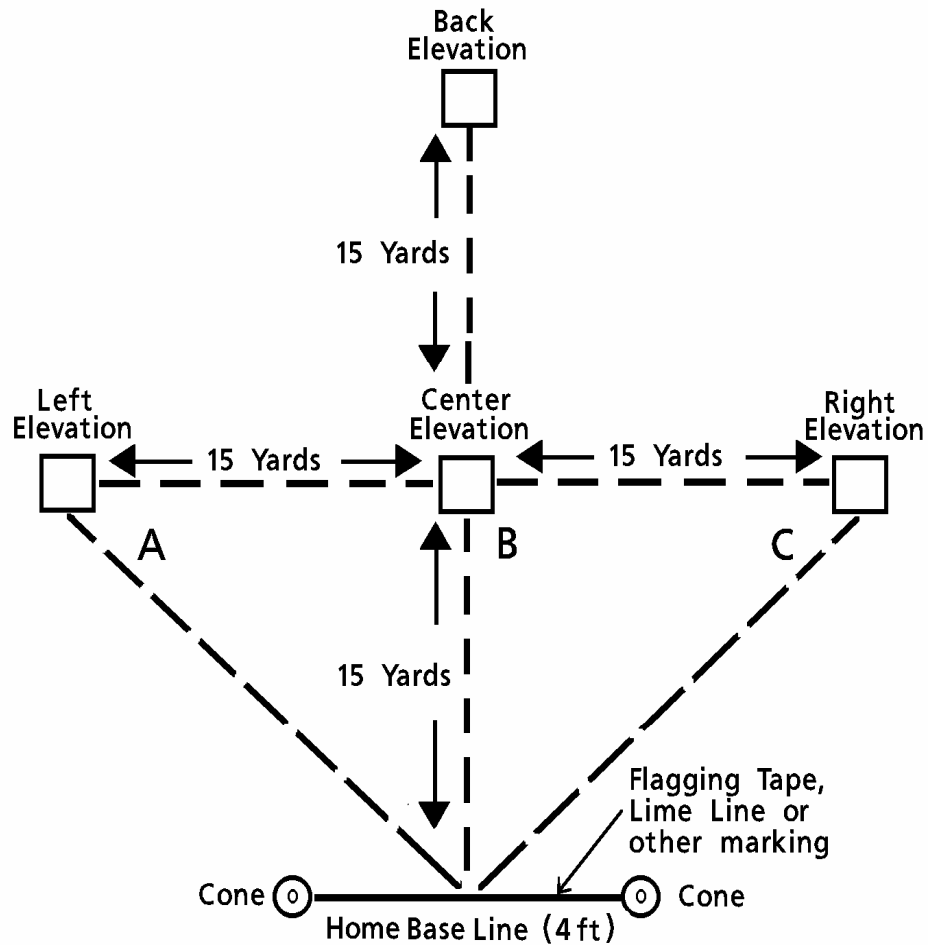 Back
Elevation
15 Yards
Left
Elevation
Center
Elevation
Right
Elevation
15 Yards
15 Yards
A
B
C
15 Yards
Flagging Tape,
Lime Line or
other marking
Cone
Cone
Home Base Line (4 ft)